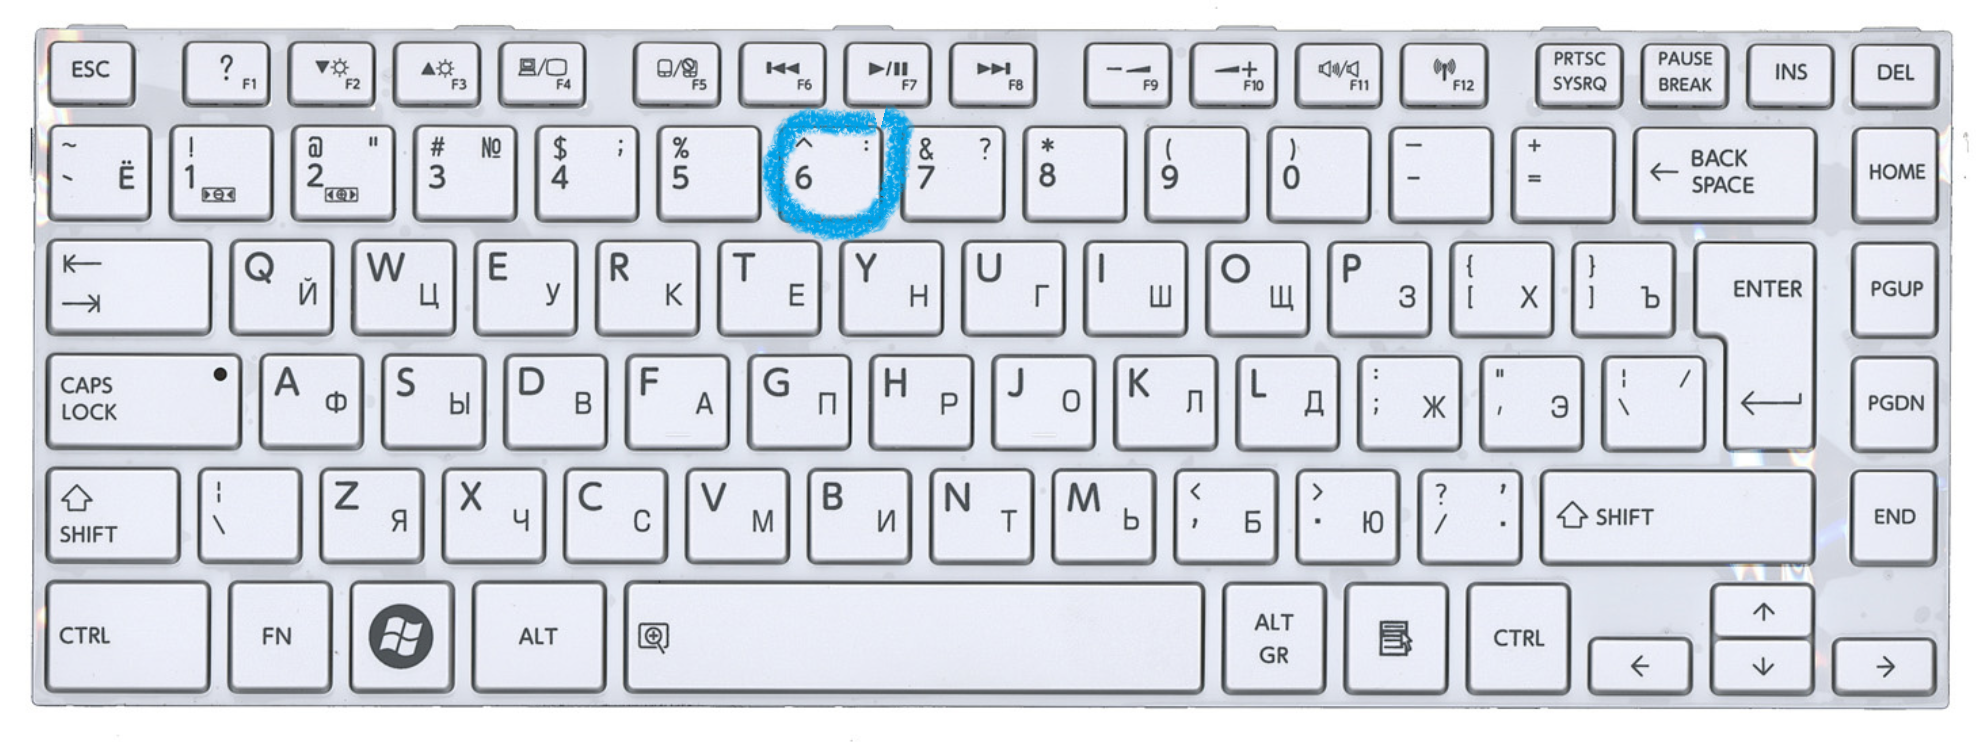 ESC ? F1 F2 F3 F4 F5 F6 F7 F8 F9 F10 F11 F12 PRTSC SYSRQ PAUSE BREAK INS DEL
~ ` Ё ! 1 @ " 2 # № 3 $ ; 4 % 5 ^ : 6 & ? 7 * 8 ( 9 ) 0 — - + = ← BACK SPACE HOME
Q Й W Ц E У R К T Е Y Н U Г I Ш O Щ P З { [ Х } ] Ъ ENTER PGUP
CAPS LOCK A Ф S Ы D В F А G П H Р J О K Л L Д : ; Ж " ' Э ¦ / \ PGDN
SHIFT ¦ \ Z Я X Ч C С V М B И N Т M Ь < , Б > . Ю ? , / . SHIFT END
CTRL FN ALT ALT GR CTRL ← ↑ ↓ →